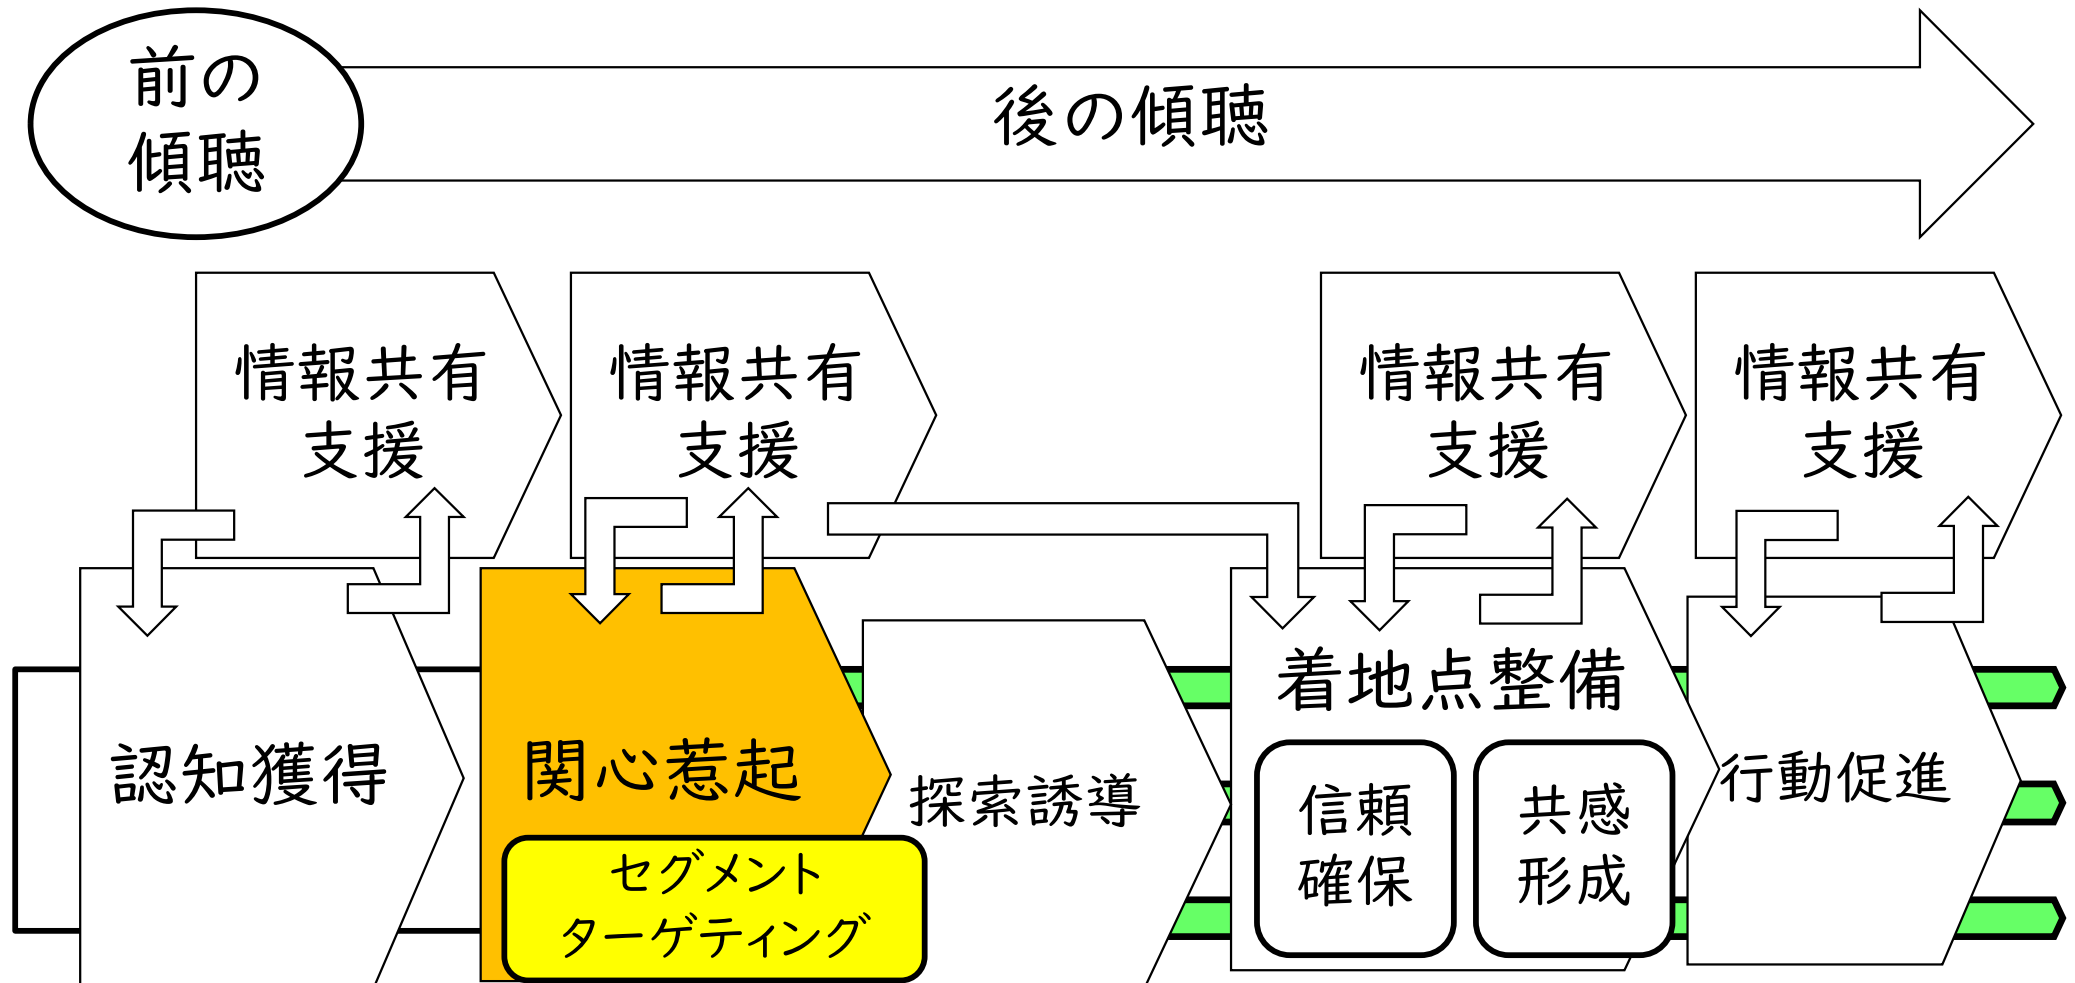 前の
傾聴
後の傾聴
情報共有
支援
情報共有
支援
情報共有
支援
情報共有
支援
認知獲得
関心惹起
セグメント
ターゲティング
探索誘導
着地点整備
信頼
確保
共感
形成
行動促進